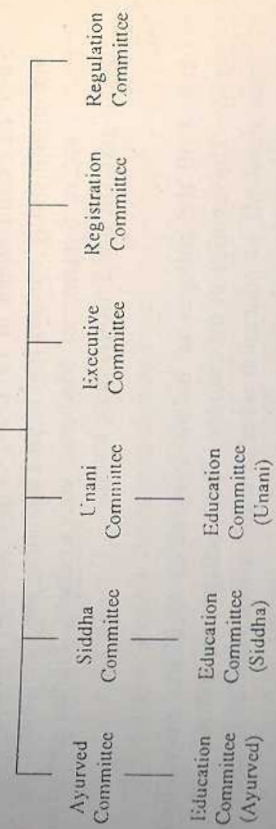 Ayurved
Committee
Siddha
Committee
Unani
Committee
Executive
Committee
Registration
Committee
Regulation
Committee
Education
Committee
(Ayurved)
Education
Committee
(Siddha)
Education
Committee
(Unani)